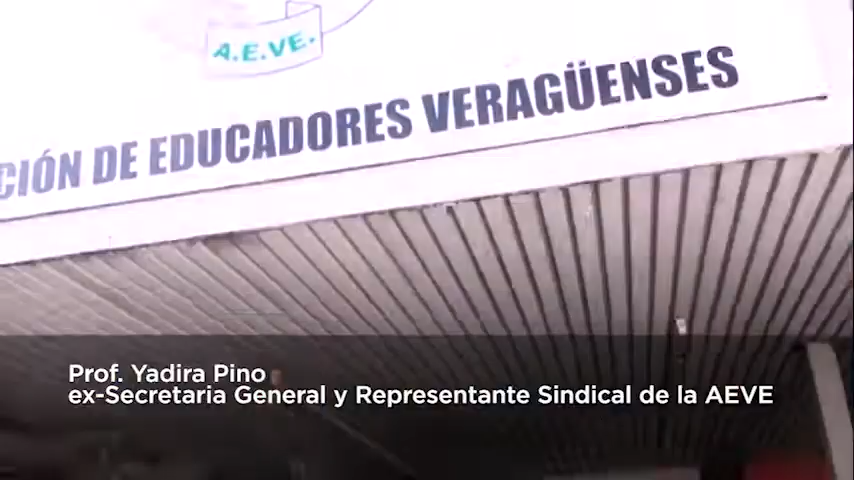 A.E.VE.
CIÓN DE EDUCADORES VERAGÜENSES
Prof. Yadira Pino
ex-Secretaria General y Representante Sindical de la AEVE